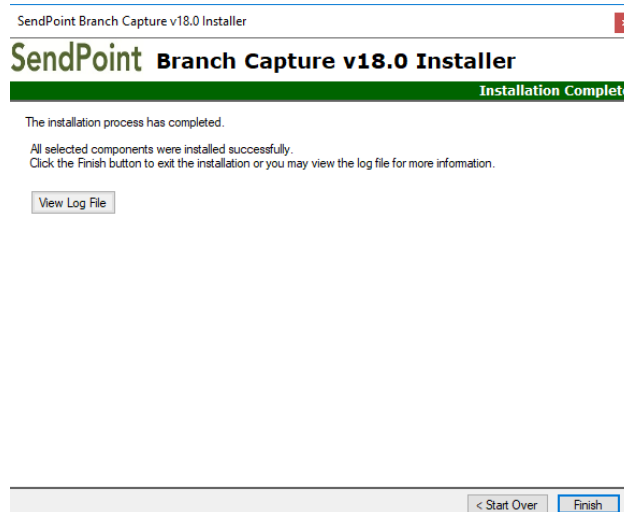 SendPoint Branch Capture v18.0 Installer
SendPoint Branch Capture v18.0 Installer
Installation Complet
The installation process has completed.
All selected components were installed successfully.
Click the Finish button to exit the installation or you may view the log file for more information.
View Log File
< Start Over Finish